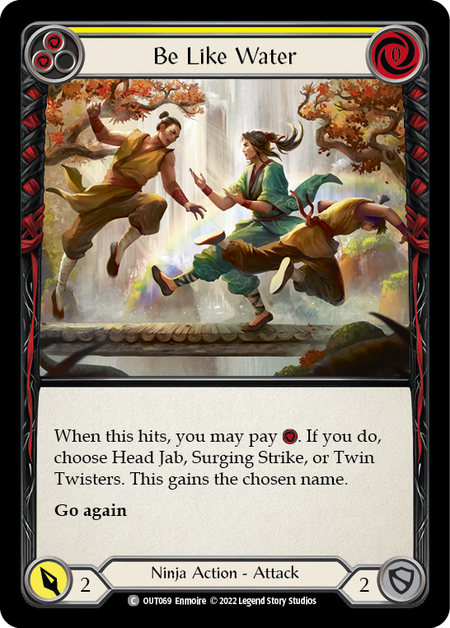 Be Like Water
0
When this hits, you may pay . If you do,
choose Head Jab, Surging Strike, or Twin
Twisters. This gains the chosen name.
Go again
2
Ninja Action - Attack
2
C OUT069 Enmoire © 2022 Legend Story Studios